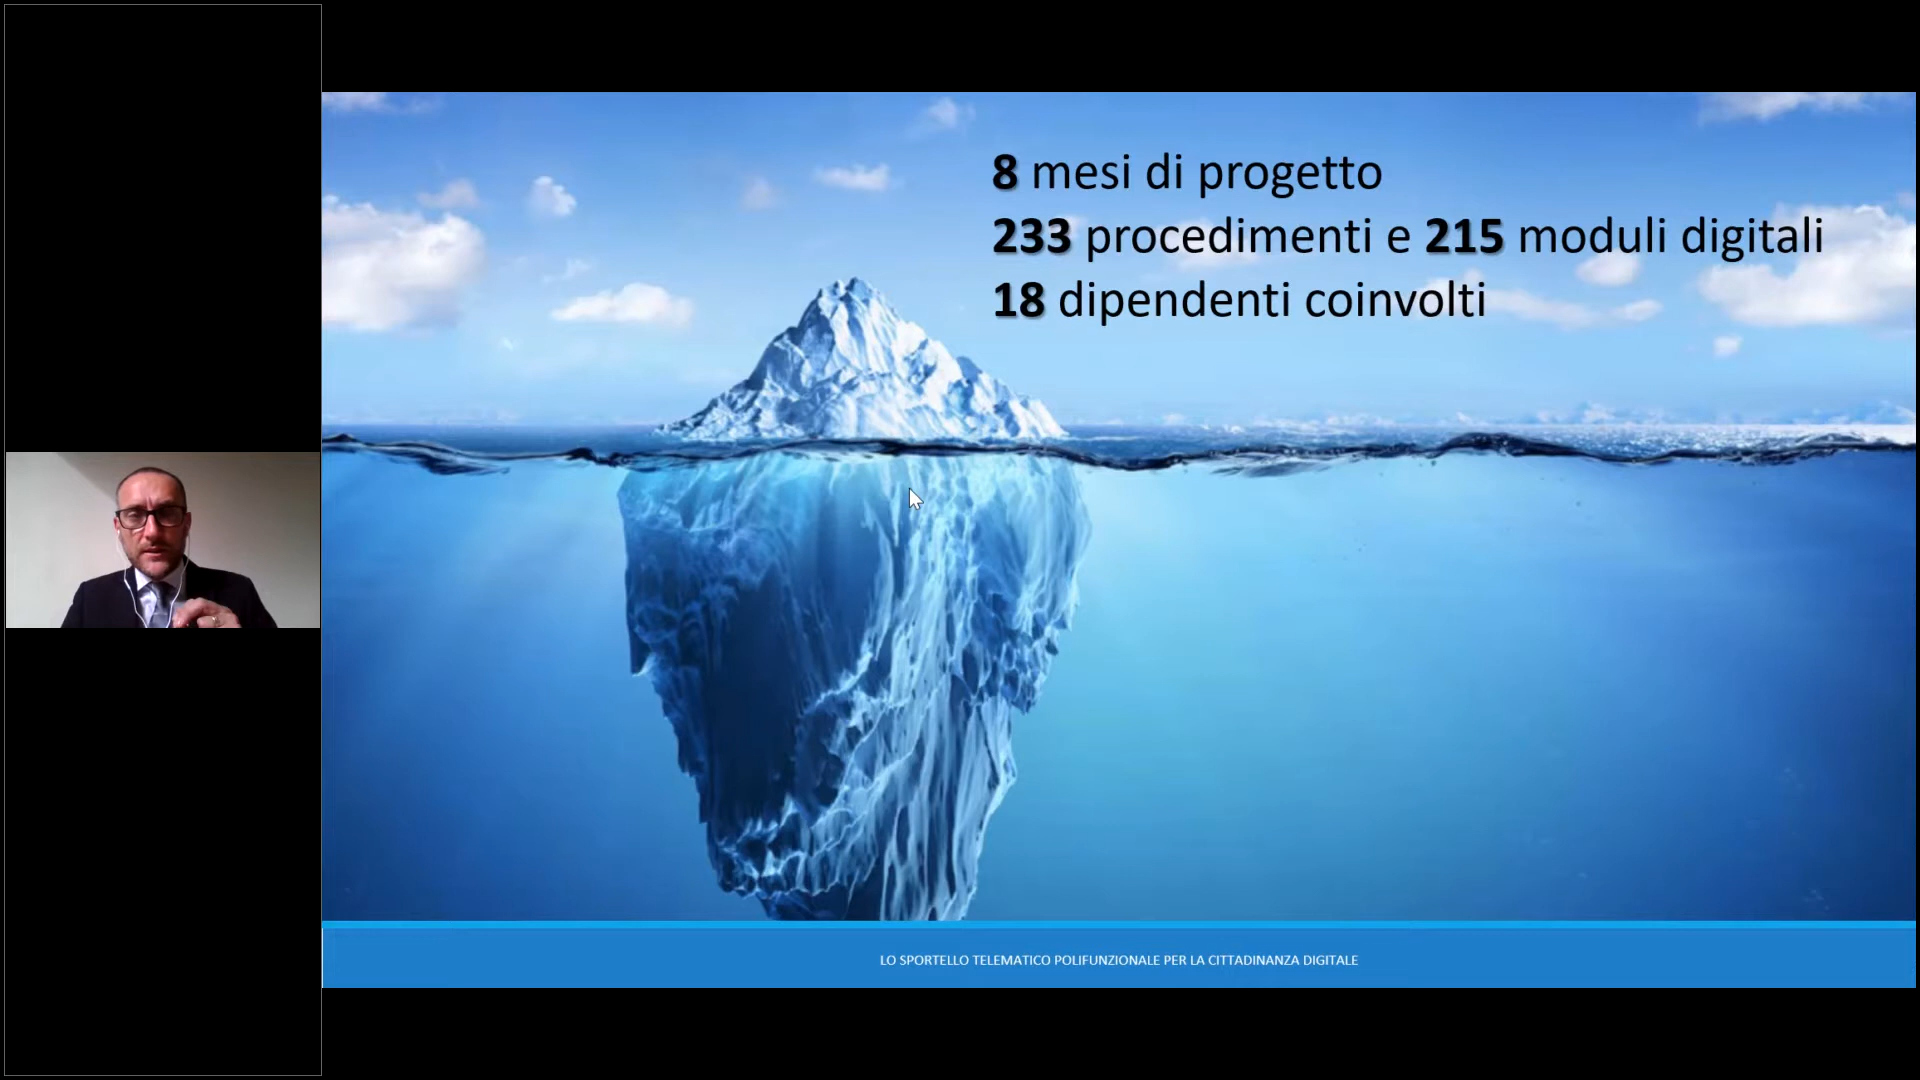 8 mesi di progetto
233 procedimenti e 215 moduli digitali
18 dipendenti coinvolti
LO SPORTELLO TELEMATICO POLIFUNZIONALE PER LA CITTADINANZA DIGITALE